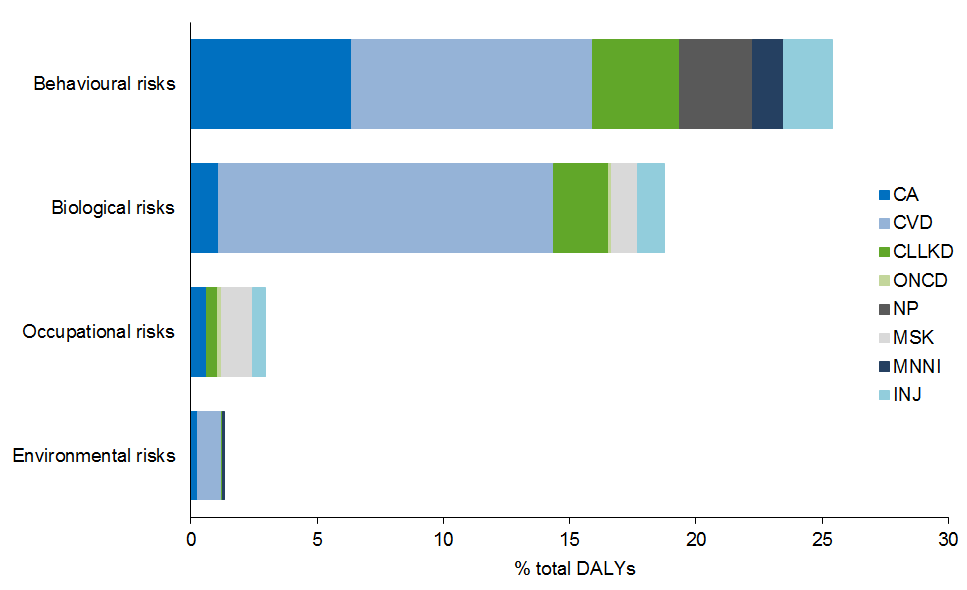 Behavioural risks
Biological risks
Occupational risks
Environmental risks
0 5 10 15 20 25 30
% total DALYs
CA
CVD
CLLKD
ONCD
NP
MSK
MNNI
INJ